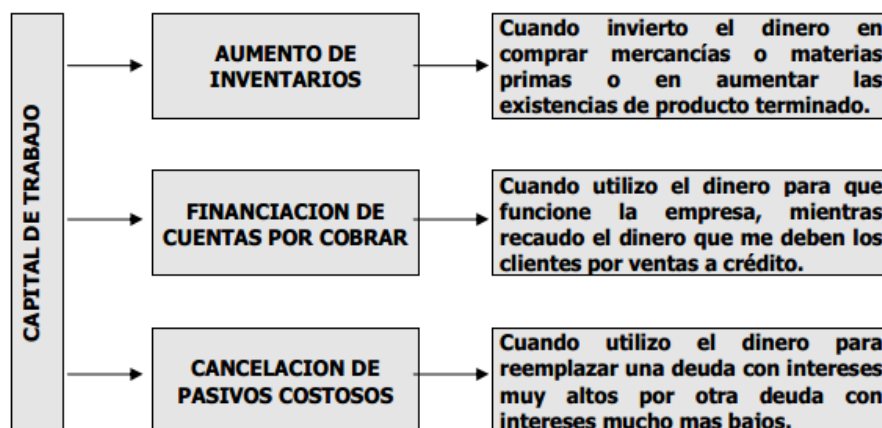 CAPITAL DE TRABAJO
AUMENTO DE
INVENTARIOS
Cuando invierto el dinero en
comprar mercancías o materias
primas o en aumentar las
existencias de producto terminado.
FINANCIACION DE
CUENTAS POR COBRAR
Cuando utilizo el dinero para que
funcione la empresa, mientras
recaudo el dinero que me deben los
clientes por ventas a crédito.
CANCELACION DE
PASIVOS COSTOSOS
Cuando utilizo el dinero para
reemplazar una deuda con intereses
muy altos por otra deuda con
intereses mucho mas bajos.